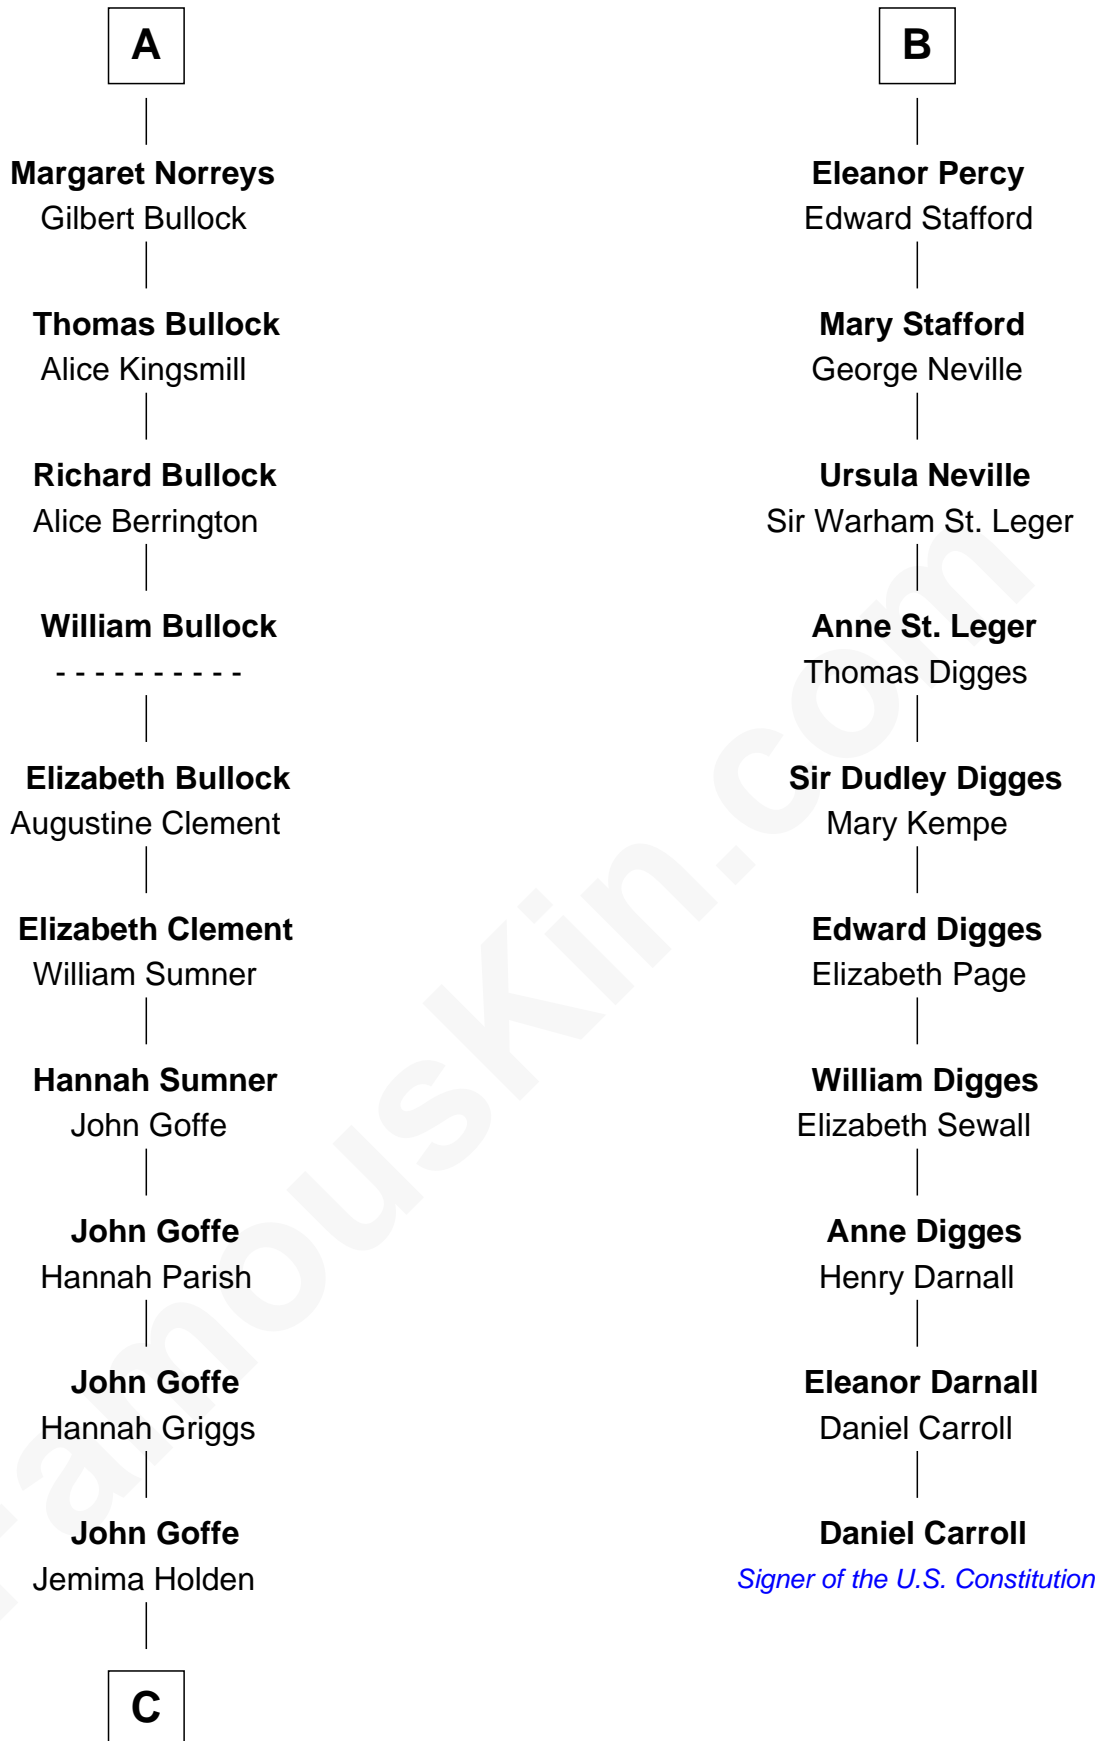 A
Margaret Norreys
Gilbert Bullock
Thomas Bullock
Alice Kingsmill
Richard Bullock
Alice Berrington
William Bullock
- - - - - - - - - -
Elizabeth Bullock
Augustine Clement
Elizabeth Clement
William Sumner
Hannah Sumner
John Goffe
John Goffe
Hannah Parish
John Goffe
Hannah Griggs
John Goffe
Jemima Holden
C
B
Eleanor Percy
Edward Stafford
Mary Stafford
George Neville
Ursula Neville
Sir Warham St. Leger
Anne St. Leger
Thomas Digges
Sir Dudley Digges
Mary Kempe
Edward Digges
Elizabeth Page
William Digges
Elizabeth Sewall
Anne Digges
Henry Darnall
Eleanor Darnall
Daniel Carroll
Daniel Carroll
Signer of the U.S. Constitution
FamousKin.com